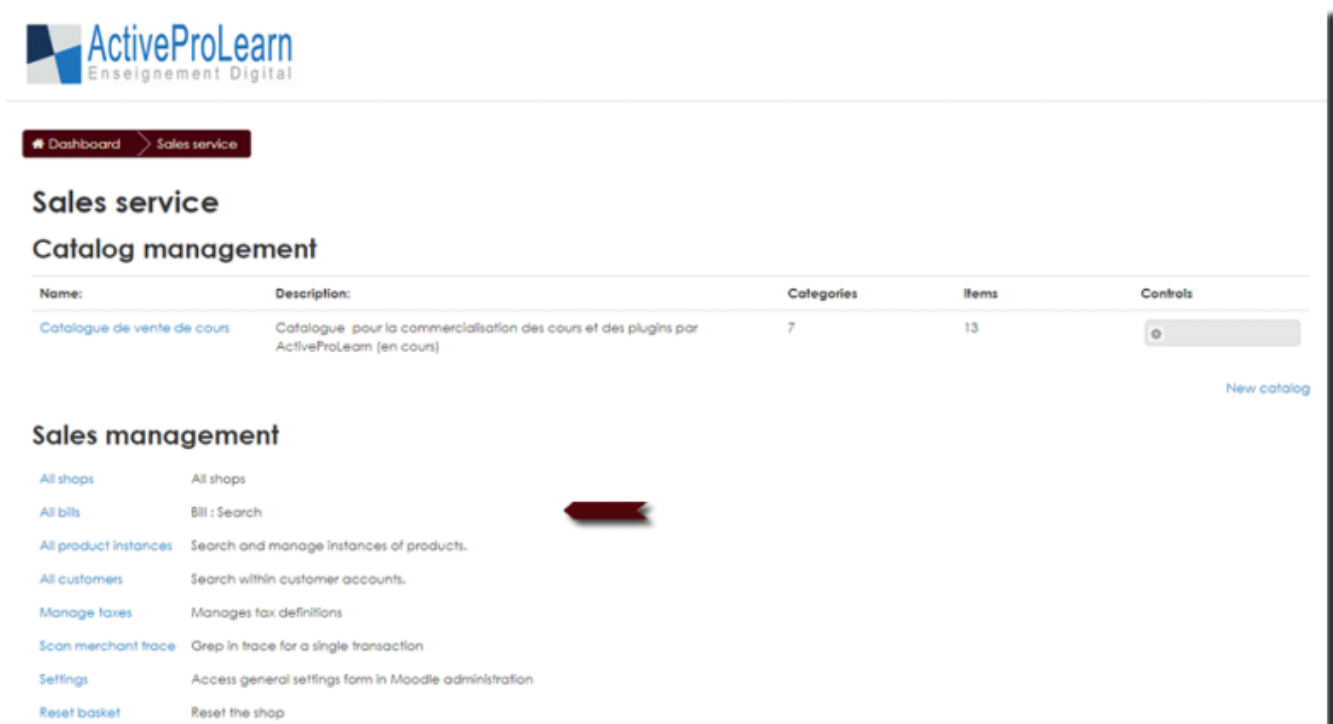 ActiveProLearn
Enseignement Digital
Dashboard Sales service
Sales service
Catalog management
Name: Description: Categories Items Controls
Catalogue de vente de cours Catalogue pour la commercialisation des cours et des plugins par 7 13
ActiveProLearn (en cours)
New catalog
Sales management
All shops All shops
All bills Bill : Search
All product instances Search and manage instances of products.
All customers Search within customer accounts.
Manage taxes Manages tax definitions
Scan merchant trace Grep in trace for a single transaction
Settings Access general settings form in Moodle administration
Reset basket Reset the shop